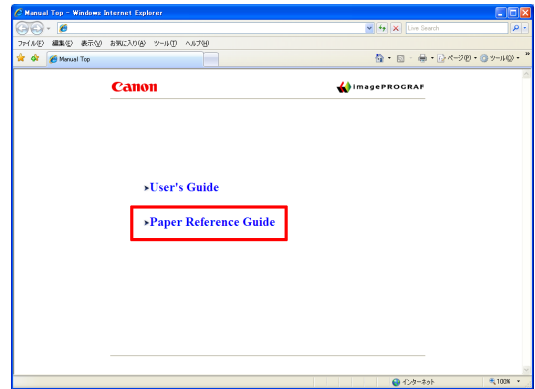 Manual Top - Windows Internet Explorer
Live Search
ファイル(F) 編集(E) 表示(V) お気に入り(A) ツール(T) ヘルプ(H)
Manual Top
ページ(P) ツール(O)
Canon
imagePROGRAF
➤User's Guide
➤Paper Reference Guide
インターネット
100%